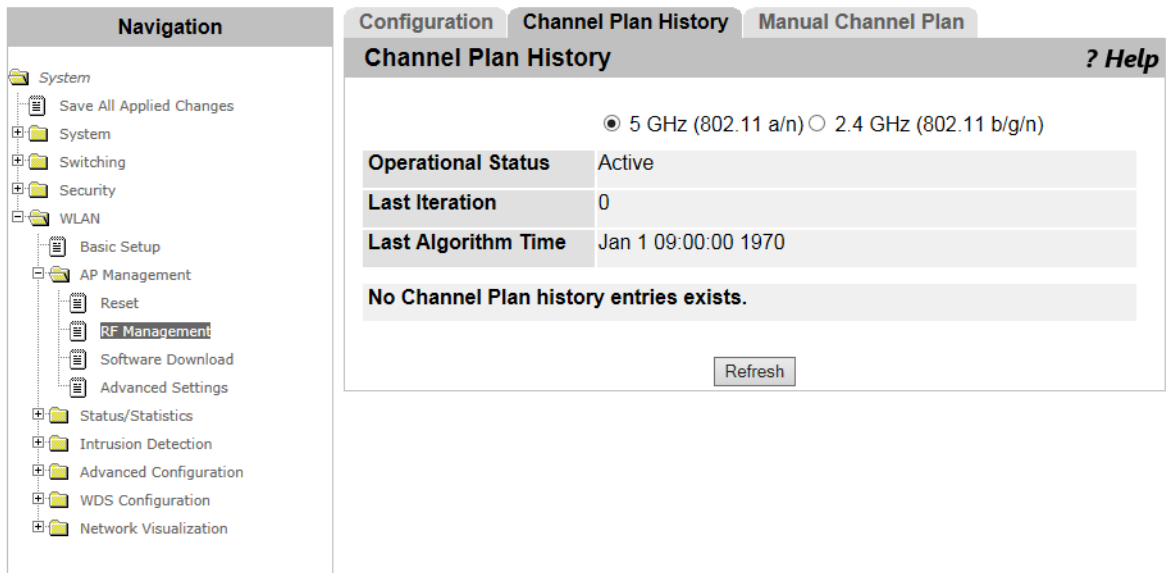 Navigation
System
Save All Applied Changes
System
Switching
Security
WLAN
Basic Setup
AP Management
Reset
RF Management
Software Download
Advanced Settings
Status/Statistics
Intrusion Detection
Advanced Configuration
WDS Configuration
Network Visualization
Configuration Channel Plan History Manual Channel Plan
Channel Plan History ? Help
5 GHz (802.11 a/n) 2.4 GHz (802.11 b/g/n)
Operational Status Active
Last Iteration 0
Last Algorithm Time Jan 1 09:00:00 1970
No Channel Plan history entries exists.
Refresh